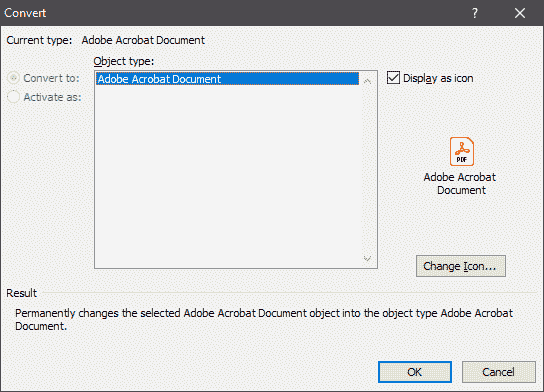 Convert
?
Current type: Adobe Acrobat Document
Object type:
Convert to:
Activate as:
Adobe Acrobat Document
Display as icon
PDF
Adobe Acrobat
Document
Change Icon...
Result
Permanently changes the selected Adobe Acrobat Document object into the object type Adobe Acrobat
Document.
OK
Cancel